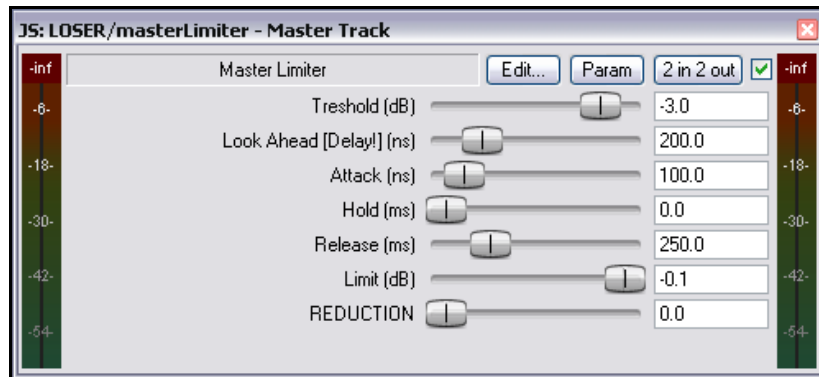 JS: LOSER/masterLimiter - Master Track
-inf Master Limiter Edit... Param 2 in 2 out -inf
-6- Treshold (dB) -3.0 -6-
Look Ahead [Delay!] (ns) 200.0
-18- Attack (ns) 100.0 -18-
Hold (ms) 0.0
-30- Release (ms) 250.0 -30-
-42- Limit (dB) -0.1 -42-
REDUCTION 0.0
-54- -54-